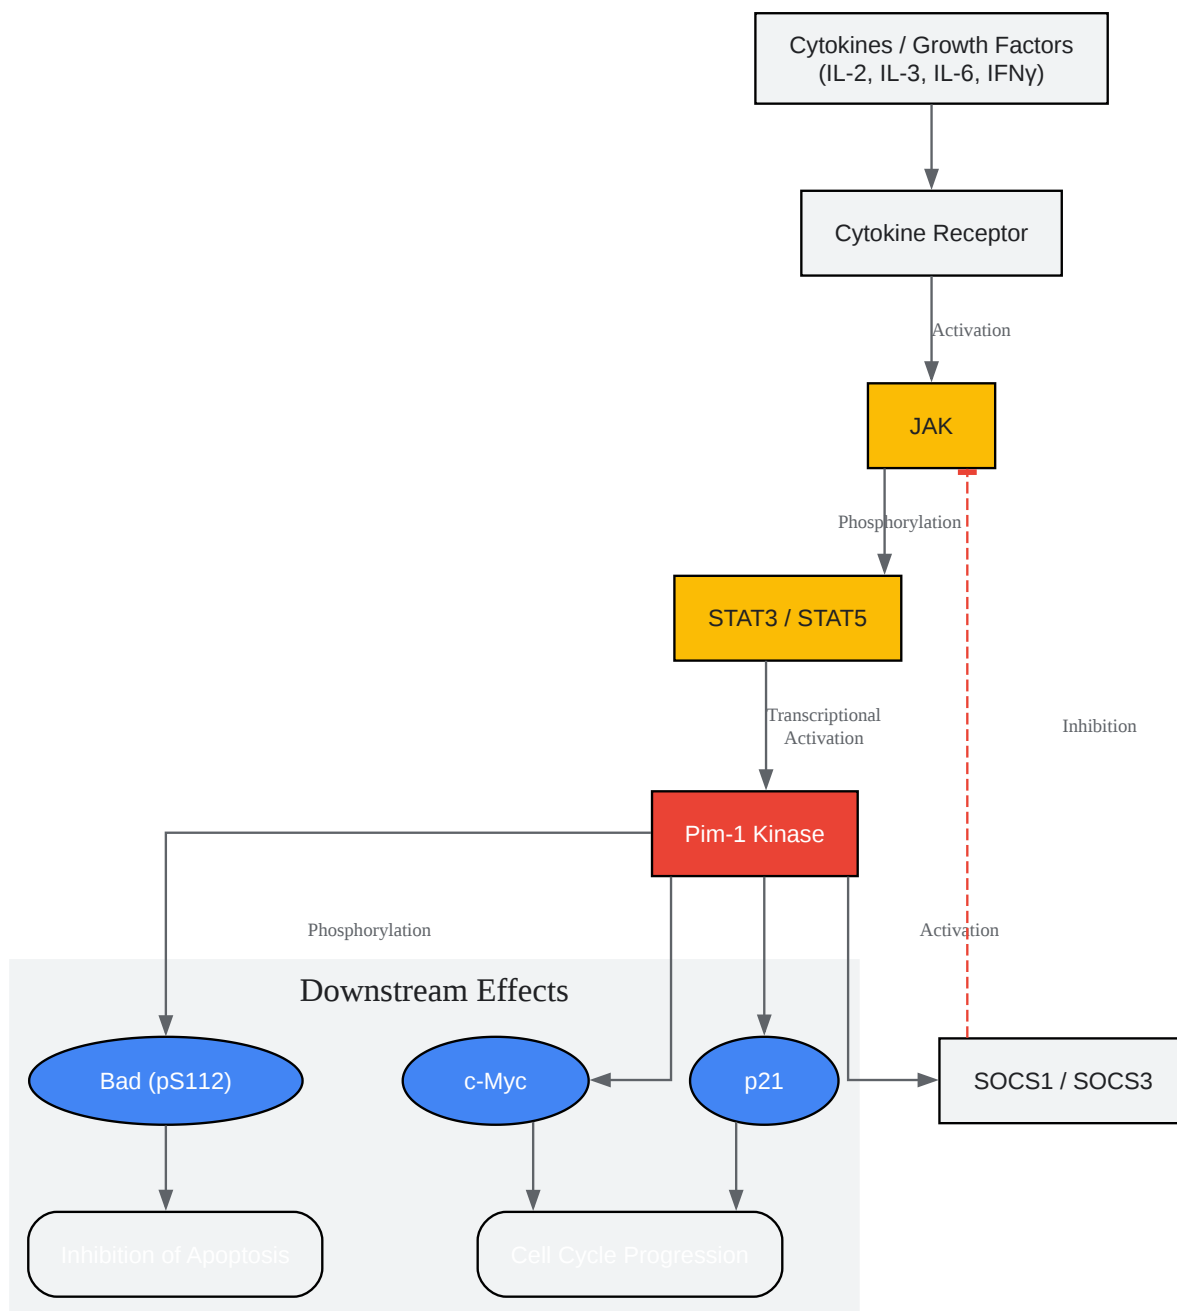 Cytokines / Growth Factors
(IL-2, IL-3, IL-6, IFNγ)
Cytokine Receptor
Activation
JAK
Phosphorylation
STAT3 / STAT5
Transcriptional
Activation
Inhibition
Pim-1 Kinase
Phosphorylation
Activation
Downstream Effects
Bad (pS112)
c-Myc
p21
SOCS1 / SOCS3
Inhibition of Apoptosis
Cell Cycle Progression